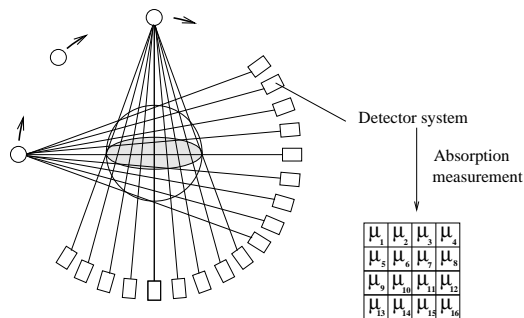 Detector system
Absorption
measurement
μ1 μ2 μ3 μ4
μ5 μ6 μ7 μ8
μ9 μ10 μ11 μ12
μ13 μ14 μ15 μ16